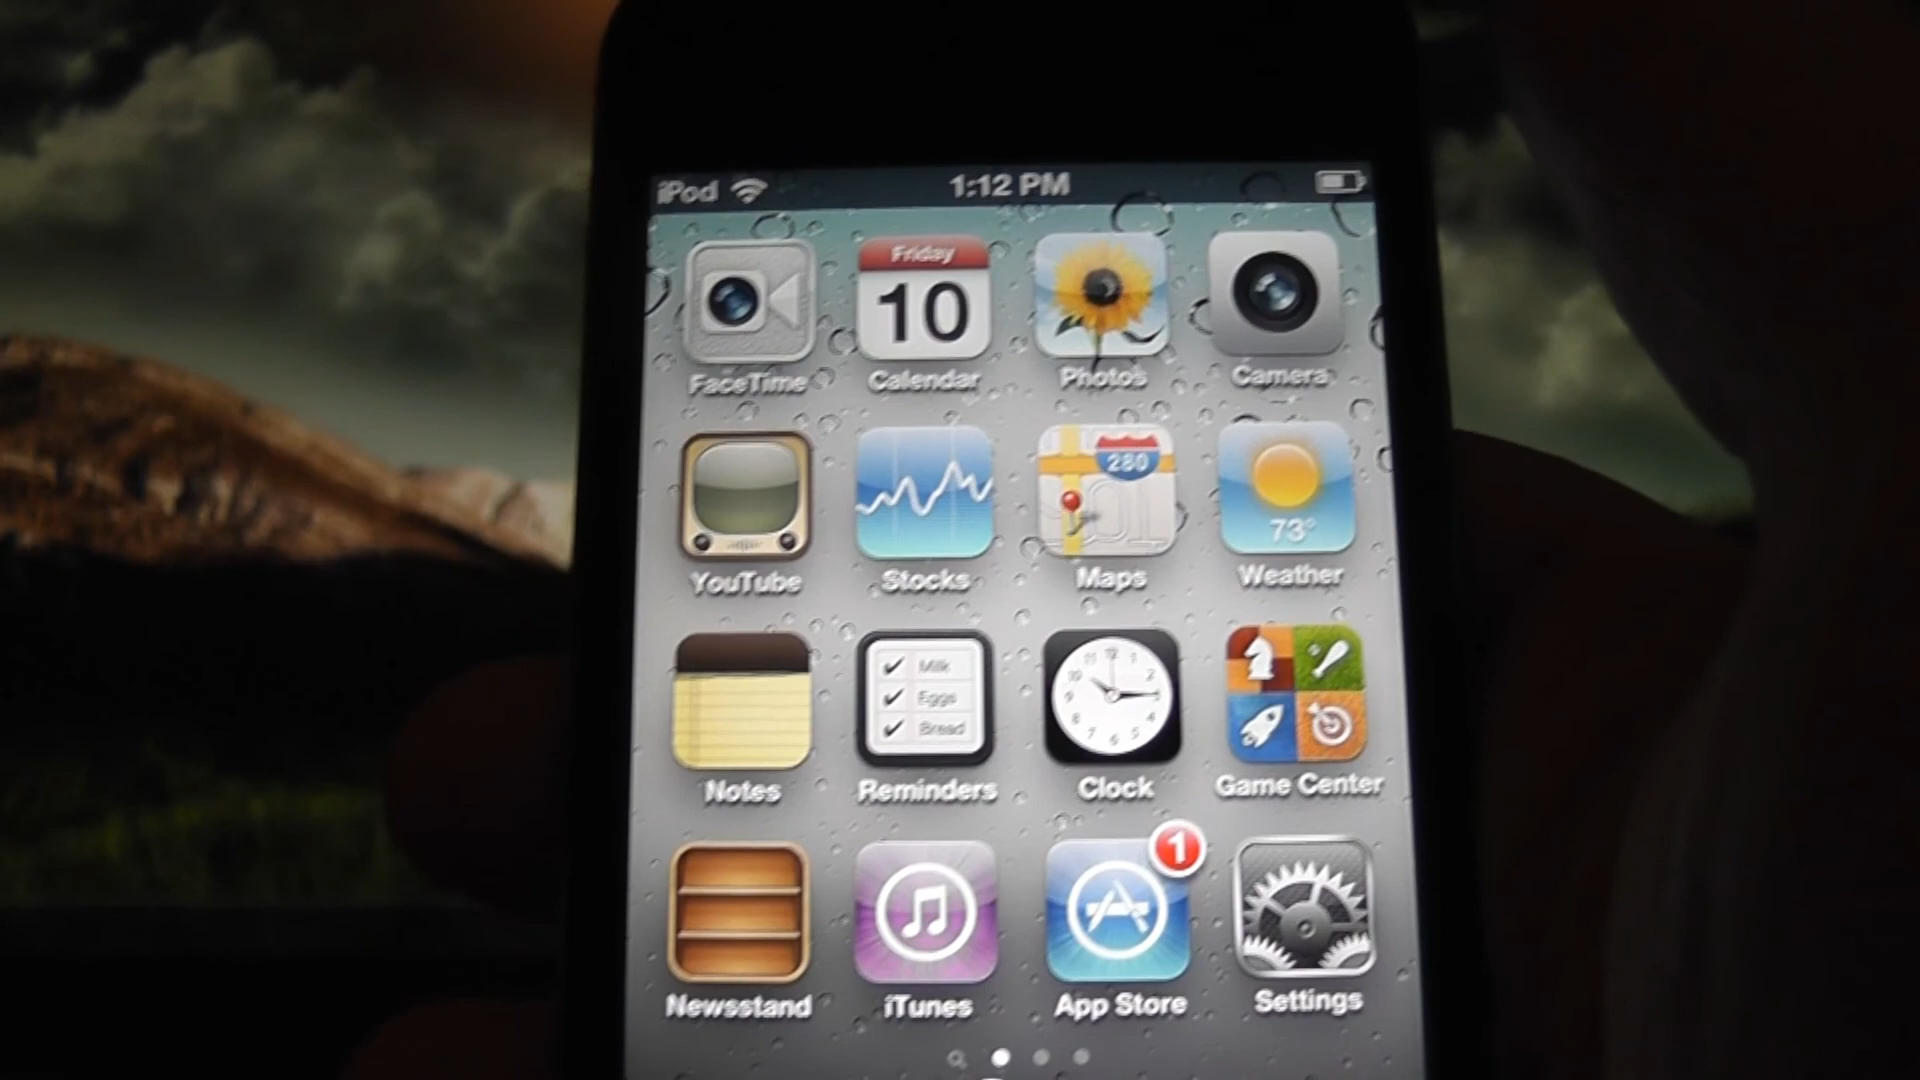 iPod 1:12 PM
Friday
10
FaceTime Calendar Photos Camera
280
73°
YouTube Stocks Maps Weather
Milk
Eggs
Bread
Notes Reminders Clock Game Center
1
Newsstand iTunes App Store Settings